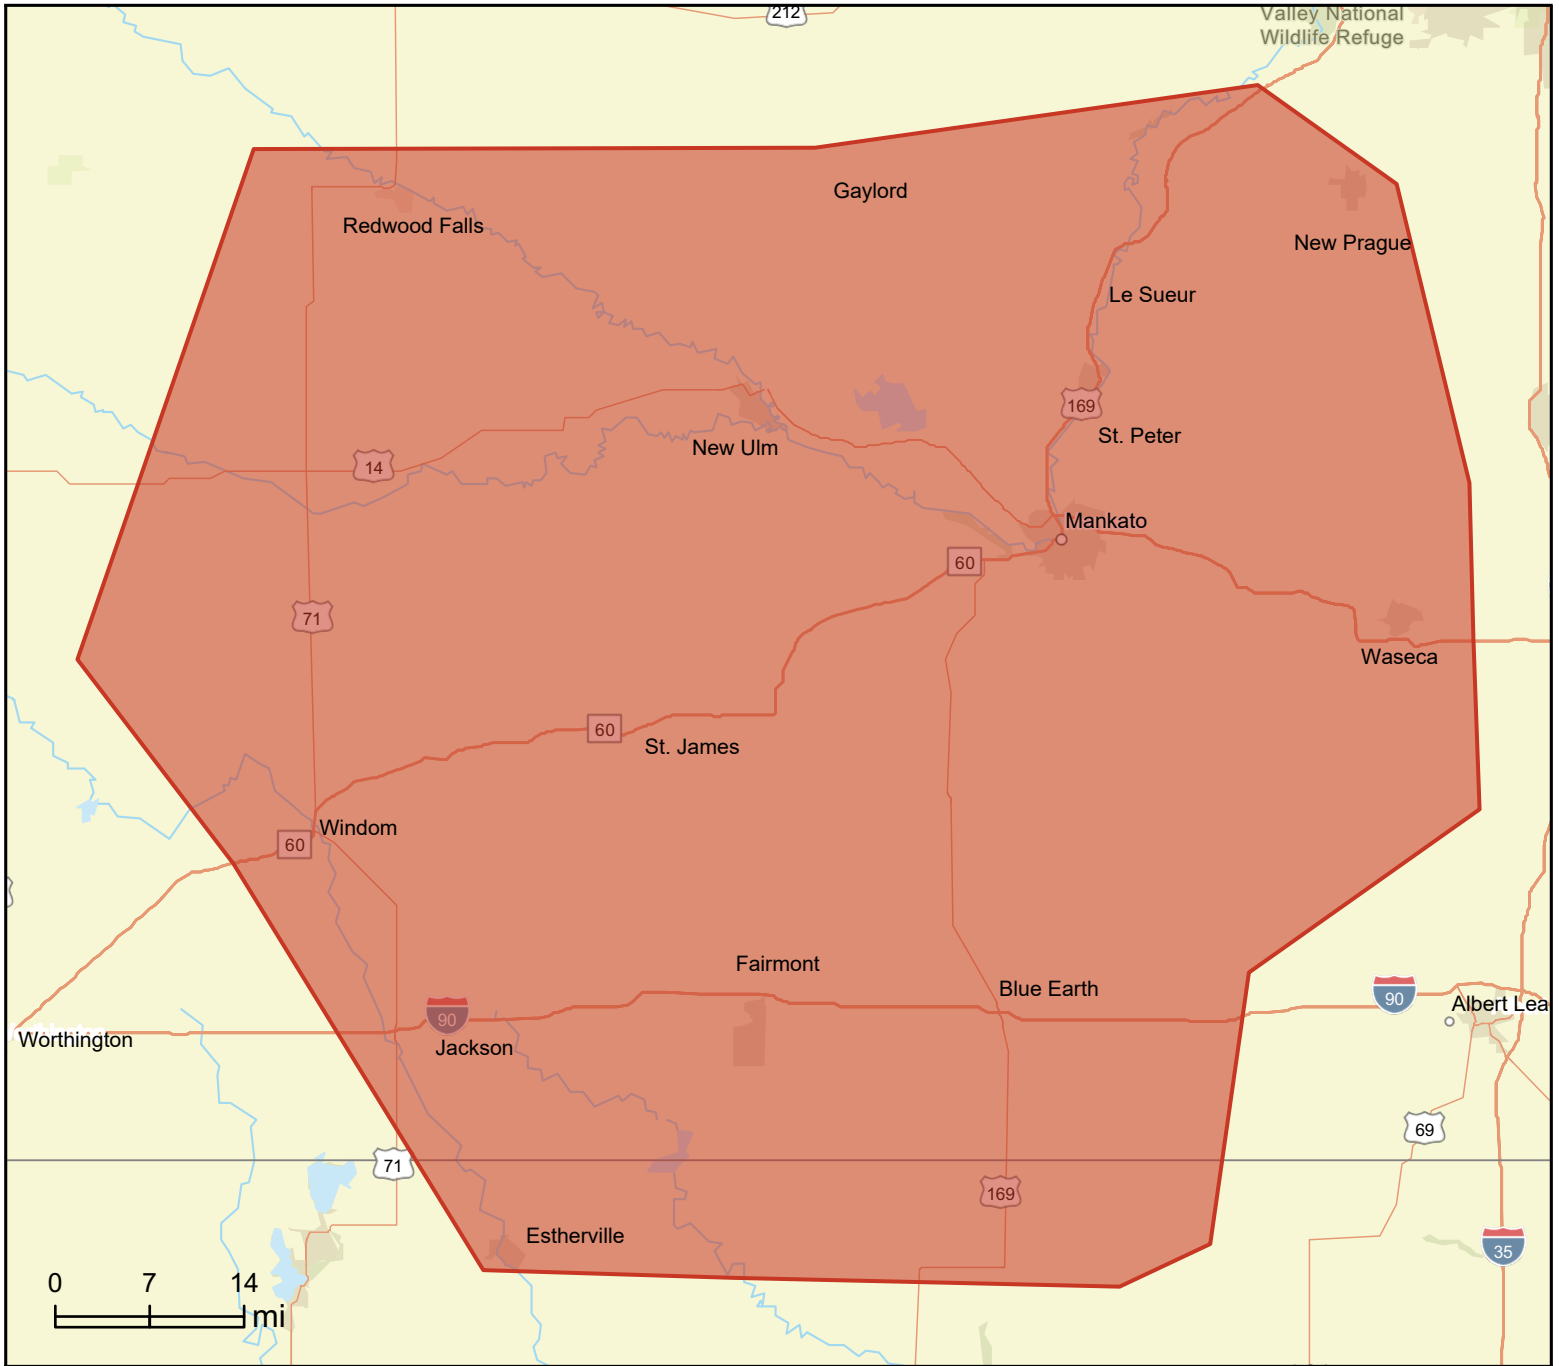 212
Valley National
Wildlife Refuge
Gaylord
Redwood Falls
New Prague
Le Sueur
169
St. Peter
New Ulm
14
Mankato
60
71
Waseca
60
St. James
Windom
60
Fairmont
Blue Earth
90
90
Albert Lea
Worthington
Jackson
69
71
169
Estherville
35
0 7 14
mi